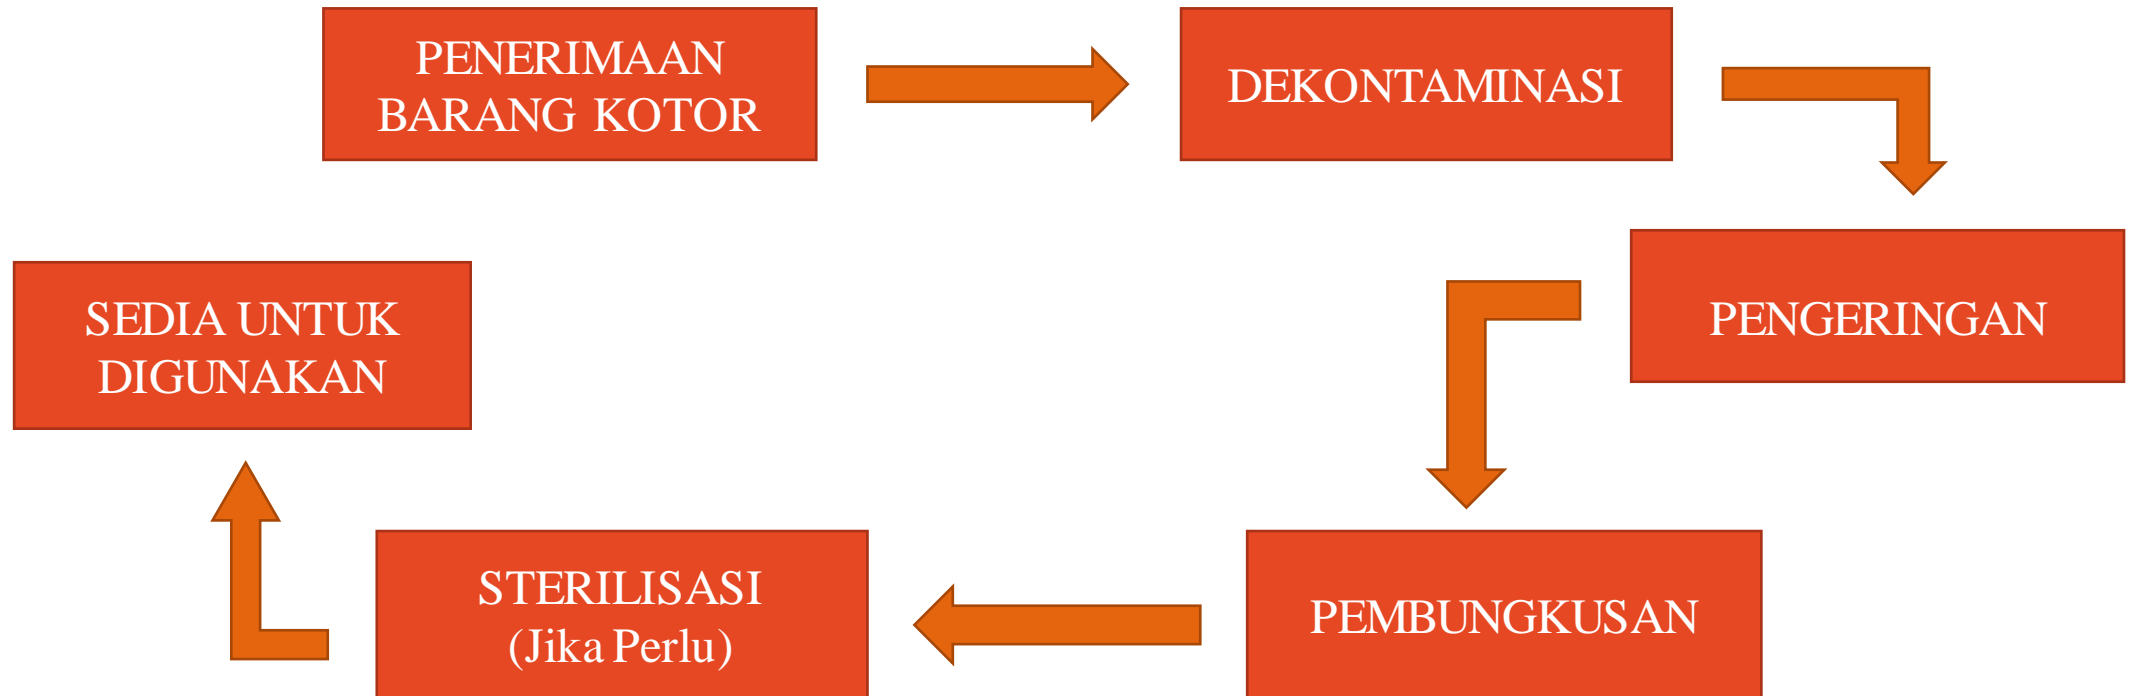 PENERIMAAN
BARANG KOTOR
DEKONTAMINASI
PENGERINGAN
PEMBUNGKUSAN
STERILISASI
(Jika Perlu)
SEDIA UNTUK
DIGUNAKAN